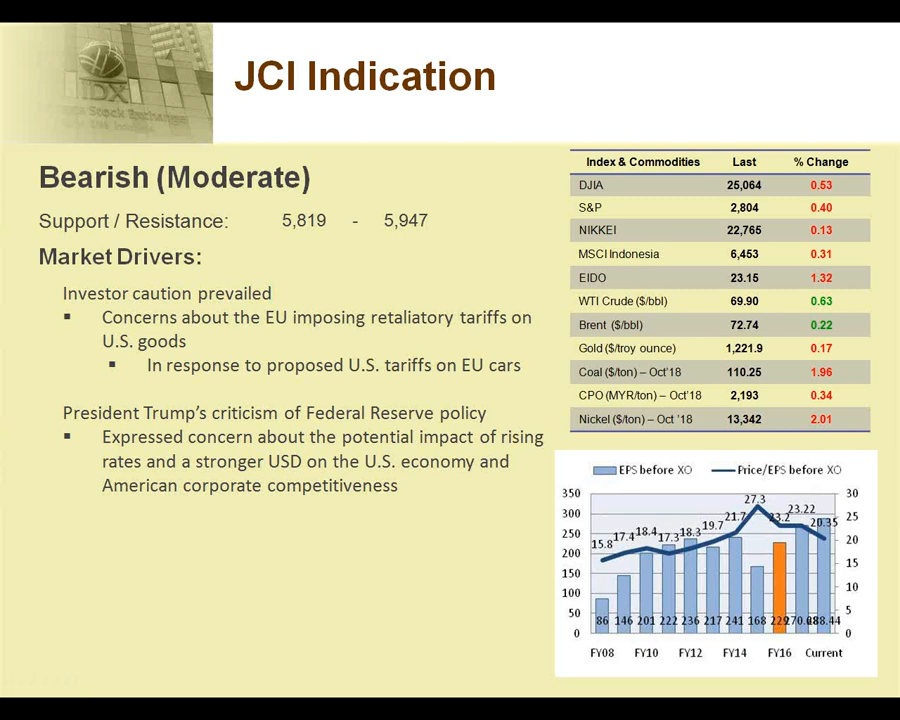 IDX
Stock Exchange
JCI Indication
Bearish (Moderate)
Support / Resistance: 5,819 - 5,947
Market Drivers:
Investor caution prevailed
▪ Concerns about the EU imposing retaliatory tariffs on
U.S. goods
▪ In response to proposed U.S. tariffs on EU cars
President Trump's criticism of Federal Reserve policy
▪ Expressed concern about the potential impact of rising
rates and a stronger USD on the U.S. economy and
American corporate competitiveness
Index & Commodities Last % Change
DJIA 25,064 0.53
S&P 2,804 0.40
NIKKEI 22,765 0.13
MSCI Indonesia 6,453 0.31
EIDO 23.15 1.32
WTI Crude ($/bbl) 69.90 0.63
Brent ($/bbl) 72.74 0.22
Gold ($/troy ounce) 1,221.9 0.17
Coal ($/ton) – Oct'18 110.25 1.96
CPO (MYR/ton) – Oct'18 2,193 0.34
Nickel ($/ton) – Oct '18 13,342 2.01
EPS before XO Price/EPS before XO
350 300 250 200 150 100 50 0
15.8 17.4 18.4 17.3 18.3 19.7 21.7 27.3 23.2 23.22 20.35
86 146 201 222 236 217 241 168 229
30 25 20 15 10 5 0
FY08 FY10 FY12 FY14 FY16 Current